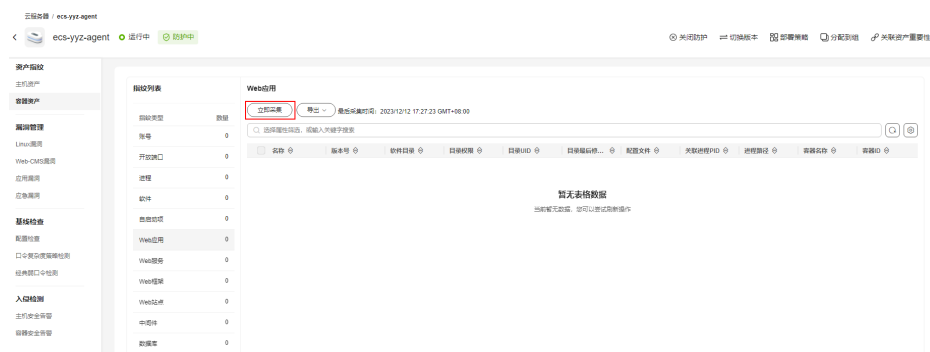 云服务器 / ecs-yyz-agent
ecs-yyz-agent 运行中 防护中 关闭防护 切换版本 部署策略 分配到组 关联资产重要性
资产指纹
主机资产
容器资产
漏洞管理
Linux漏洞
Web-CMS漏洞
应用漏洞
应急漏洞
基线检查
配置检查
口令复杂度策略检测
经典弱口令检测
入侵检测
主机安全告警
容器安全告警
指纹列表
指纹类型 数量
账号 0
开放端口 0
进程 0
软件 0
自启动项 0
Web应用 0
Web服务 0
Web框架 0
Web站点 0
中间件 0
数据库 0
Web应用
立即采集 导出 最后采集时间：2023/12/12 17:27:23 GMT+08:00
选择属性筛选，或输入关键字搜索
名称 版本号 软件目录 目录权限 目录UID 目录最后修... 配置文件 关联进程PID 进程路径 容器名称 容器ID
暂无表格数据
当前暂无数据，您可以尝试刷新操作